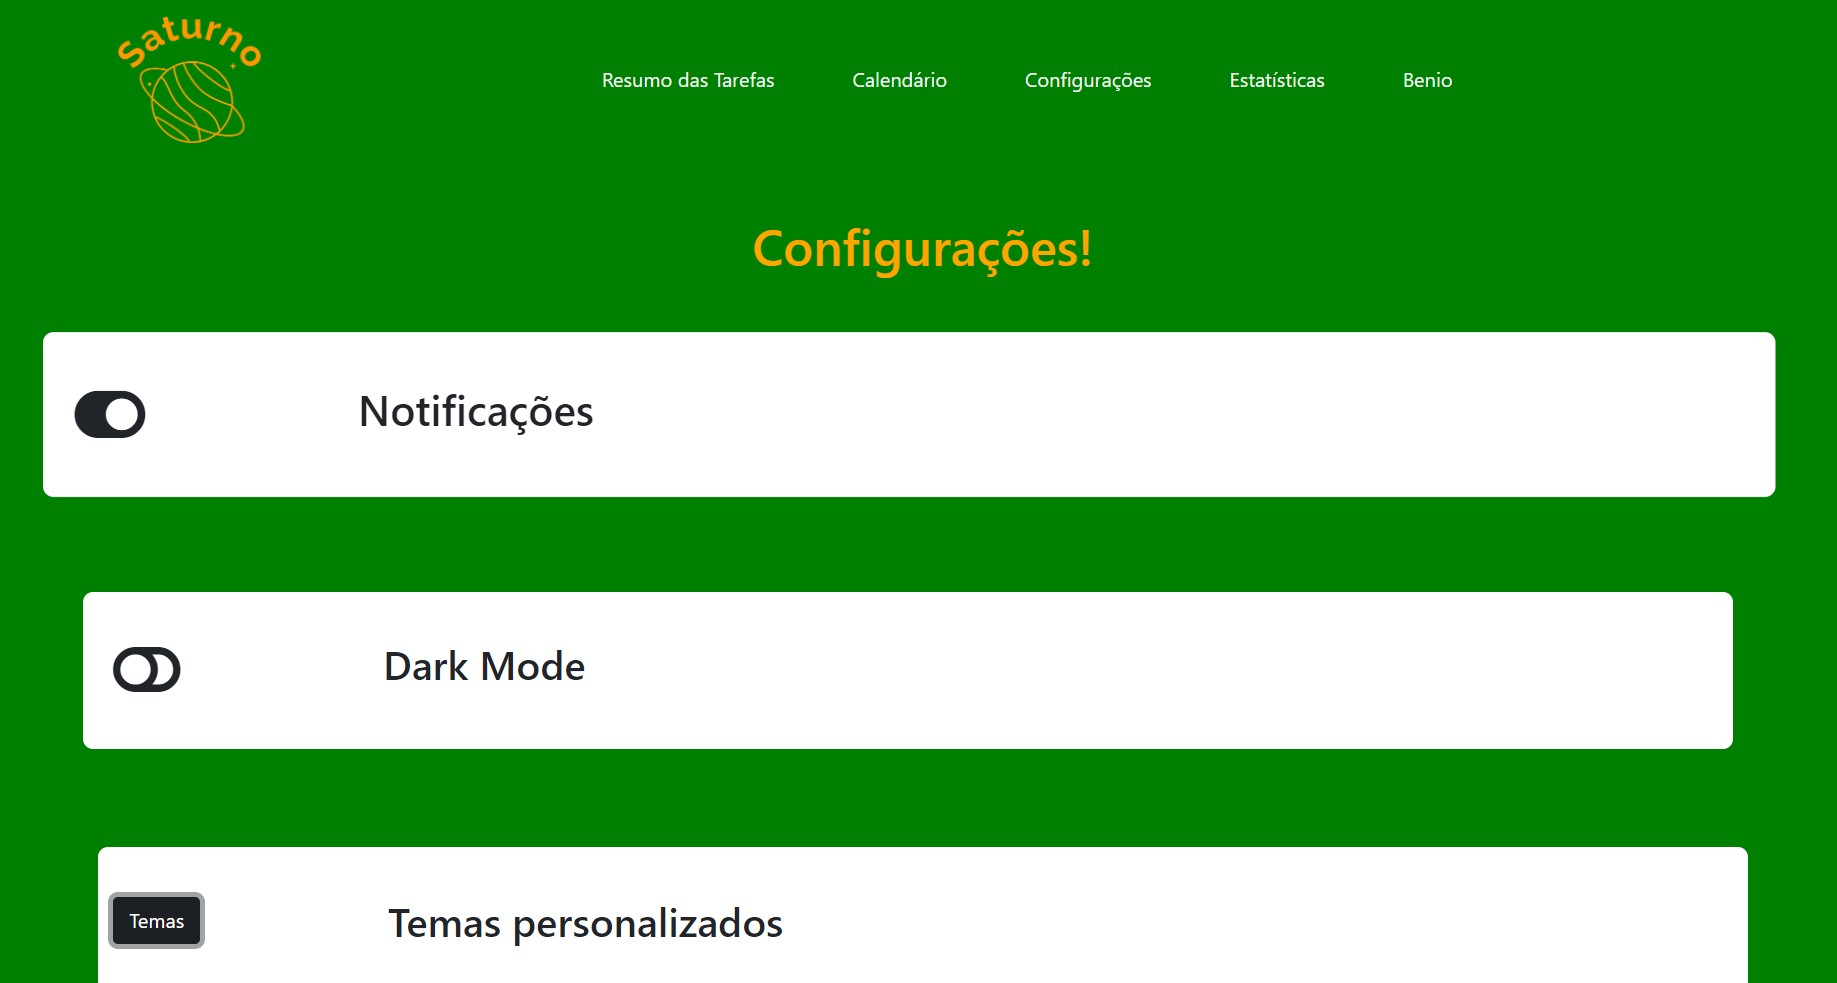 Saturno
Resumo das Tarefas
Calendário
Configurações
Estatísticas
Benio
Configurações!
Notificações
Dark Mode
Temas
Temas personalizados